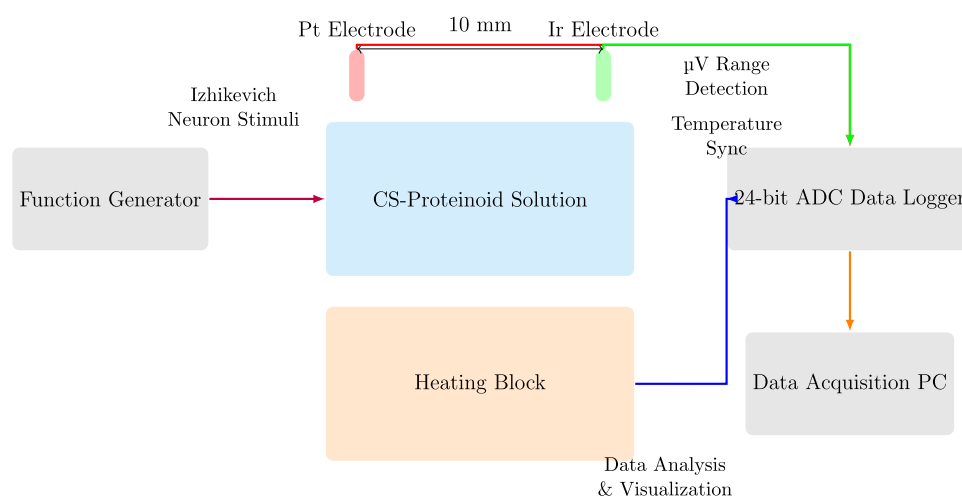 Pt Electrode
10 mm
Ir Electrode
µV Range
Detection
Izhikevich
Neuron Stimuli
Temperature
Sync
Function Generator
CS-Proteinoid Solution
24-bit ADC Data Logger
Heating Block
Data Acquisition PC
Data Analysis
& Visualization